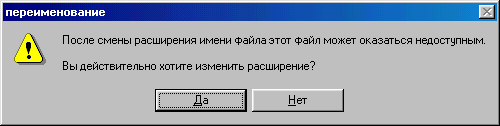 переименование
После смены расширения имени файла этот файл может оказаться недоступным.
Вы действительно хотите изменить расширение?
Да
Нет